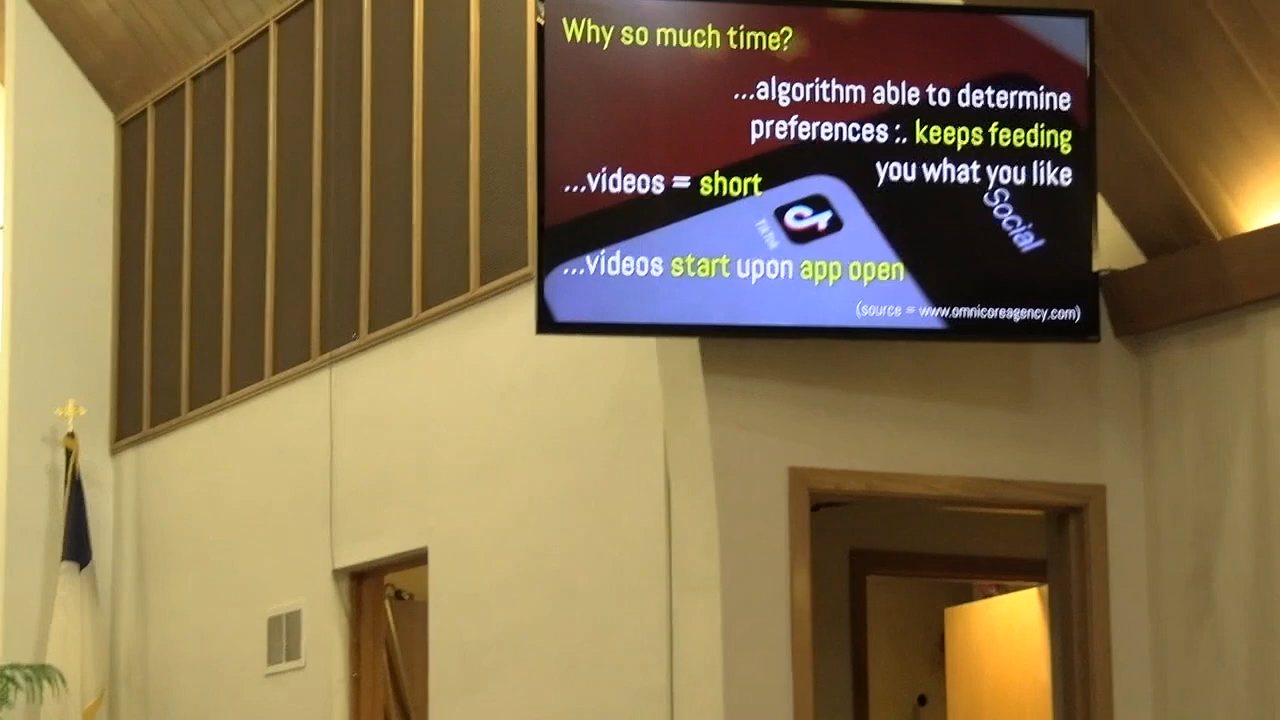 Why so much time?
...algorithm able to determine
preferences :. keeps feeding
you what you like
...videos = short
TikTok
Social
...videos start upon app open
(source = www.omnicoreagency.com)